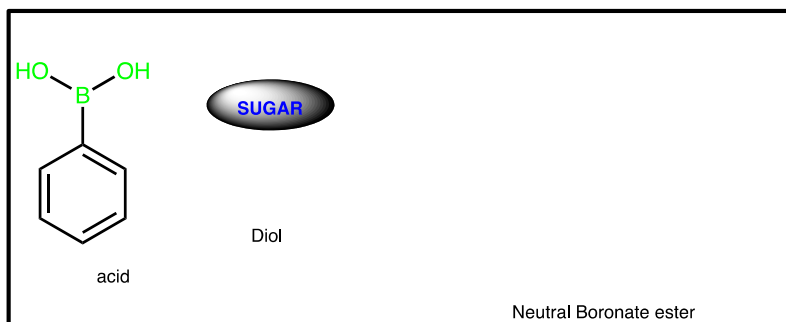 HO
OH
B
SUGAR
Diol
acid
Neutral Boronate ester